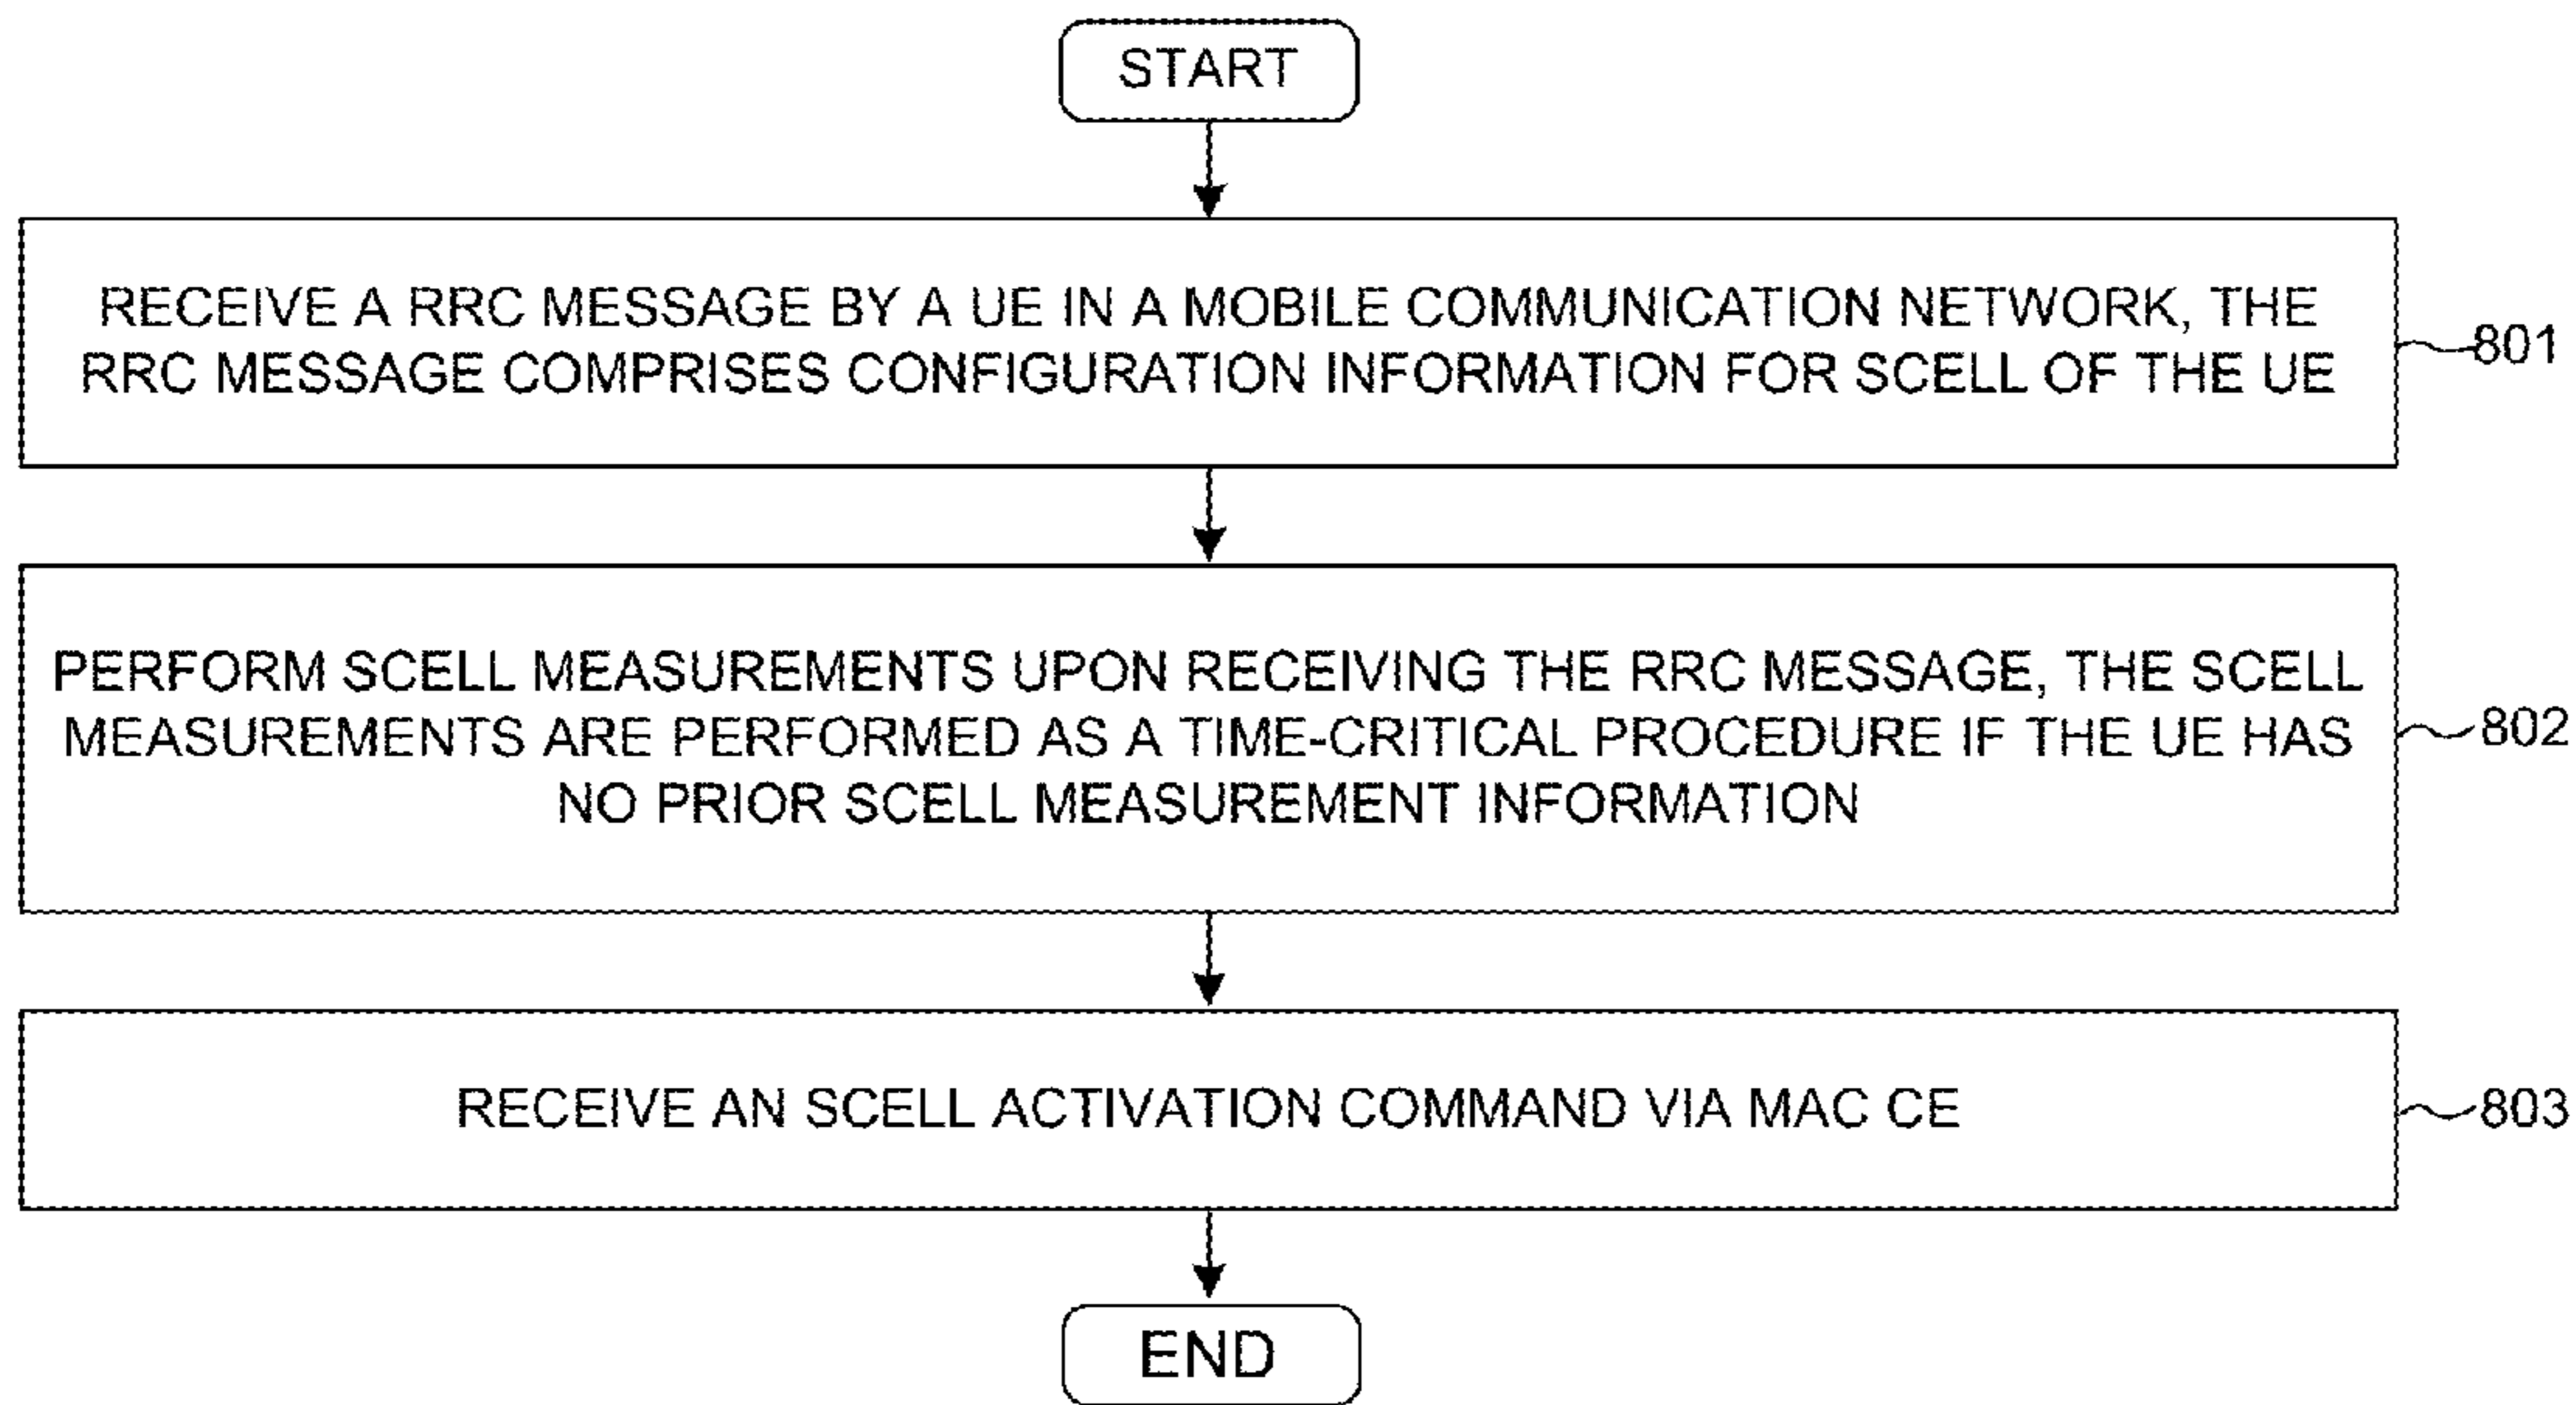 START
RECEIVE A RRC MESSAGE BY A UE IN A MOBILE COMMUNICATION NETWORK, THE
RRC MESSAGE COMPRISES CONFIGURATION INFORMATION FOR SCELL OF THE UE
801
PERFORM SCELL MEASUREMENTS UPON RECEIVING THE RRC MESSAGE, THE SCELL
MEASUREMENTS ARE PERFORMED AS A TIME-CRITICAL PROCEDURE IF THE UE HAS
NO PRIOR SCELL MEASUREMENT INFORMATION
802
RECEIVE AN SCELL ACTIVATION COMMAND VIA MAC CE
803
END